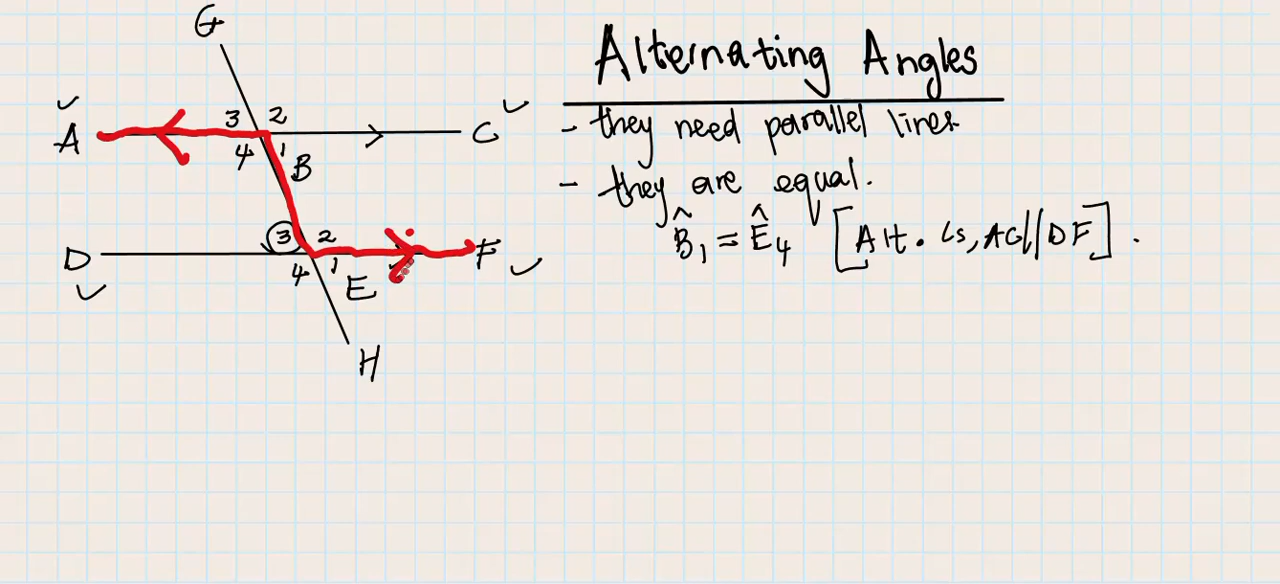 G
Alternating Angles
A 3 2 C
4 1 B
- they need parallel lines
- they are equal.
B̂₁ = Ê₄ [Alt. ∠s, AC//DF].
D 3 2 F
4 1 E
H